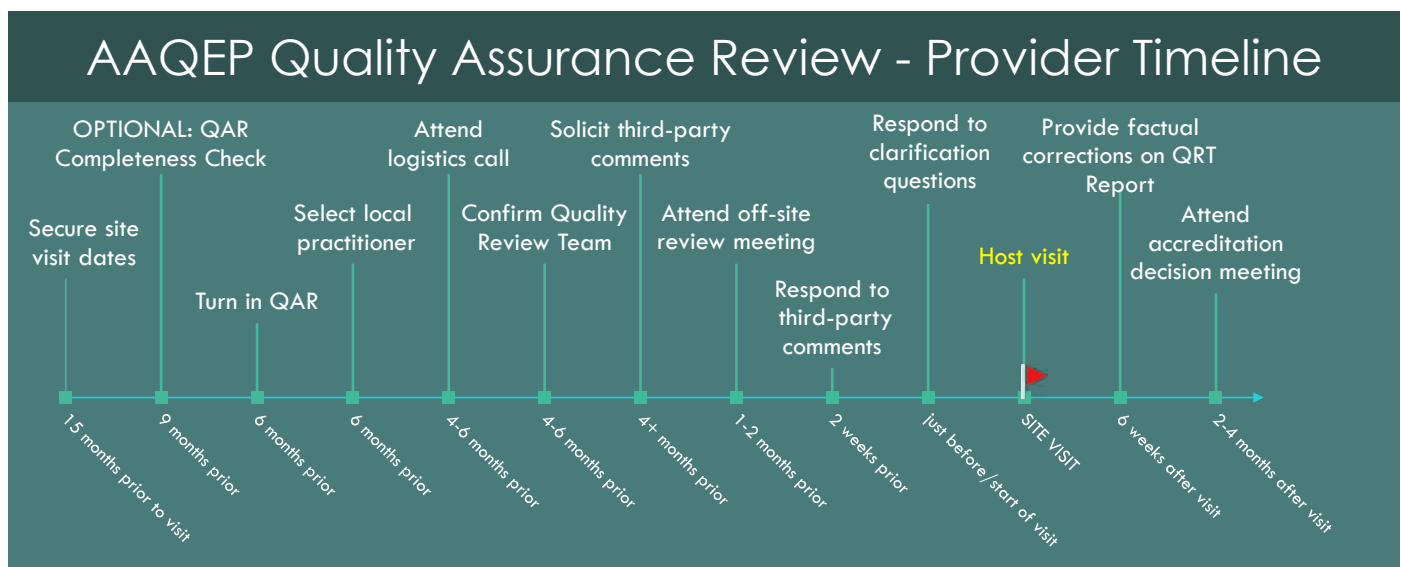 AAQEP Quality Assurance Review - Provider Timeline
OPTIONAL: QAR
Completeness Check
Attend
logistics call
Solicit third-party
comments
Respond to
clarification
questions
Provide factual
corrections on QRT
Report
Secure site
visit dates
Select local
practitioner
Confirm Quality
Review Team
Attend off-site
review meeting
Attend
accreditation
decision meeting
Host visit
Turn in QAR
Respond to
third-party
comments
15 months prior to visit
9 months prior
6 months prior
6 months prior
4-6 months prior
4-6 months prior
4+ months prior
1-2 months prior
2 weeks prior
just before/start of visit
SITE VISIT
6 weeks after visit
2-4 months after visit